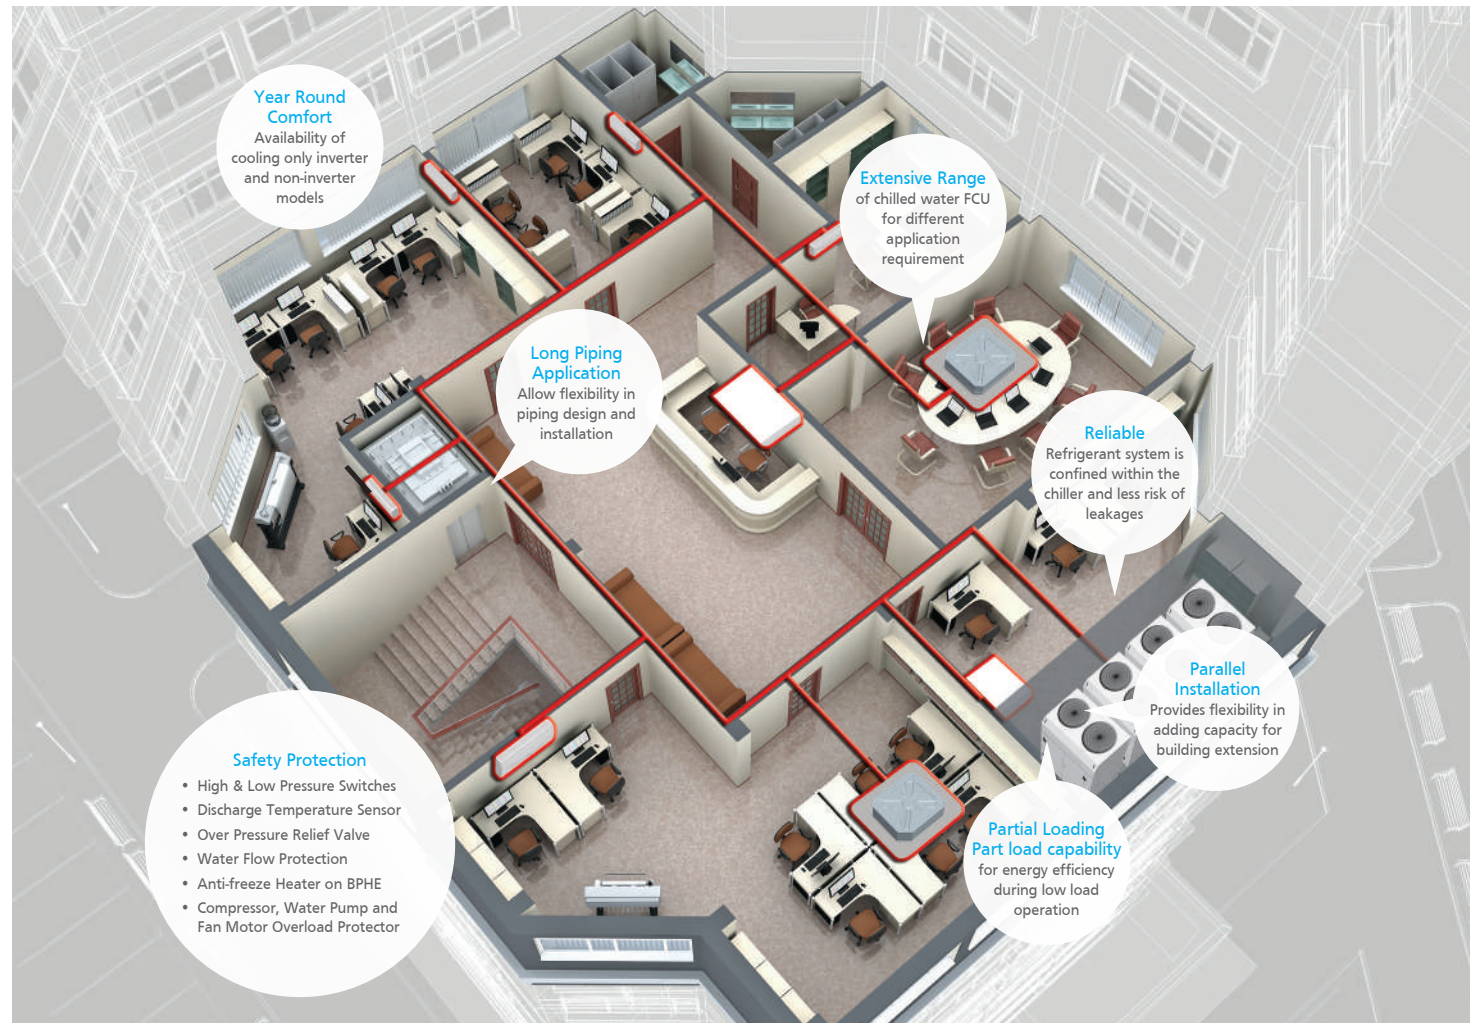 Year Round
Comfort
Availability of
cooling only inverter
and non-inverter
models
Extensive Range
of chilled water FCU
for different
application
requirement
Long Piping
Application
Allow flexibility in
piping design and
installation
Reliable
Refrigerant system is
confined within the
chiller and less risk of
leakages
Parallel
Installation
Provides flexibility in
adding capacity for
building extension
Safety Protection
• High & Low Pressure Switches
• Discharge Temperature Sensor
• Over Pressure Relief Valve
• Water Flow Protection
• Anti-freeze Heater on BPHE
• Compressor, Water Pump and
Fan Motor Overload Protector
Partial Loading
Part load capability
for energy efficiency
during low load
operation